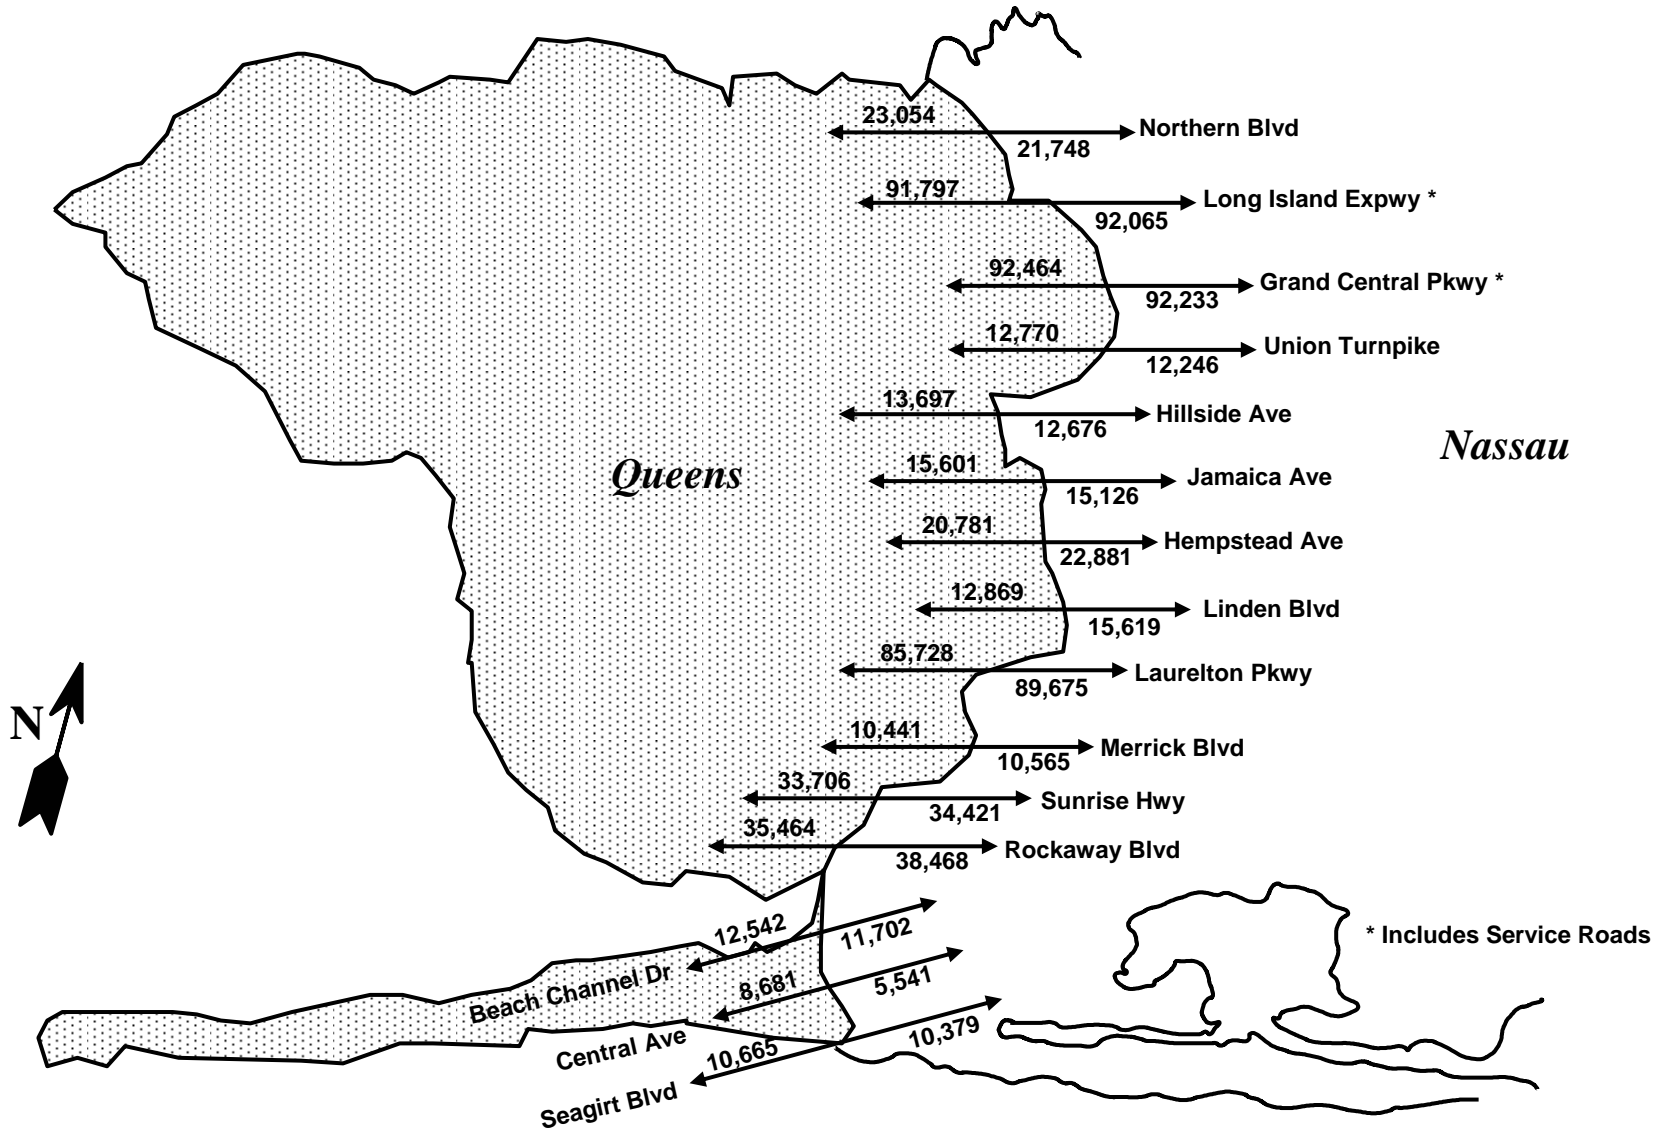 23,054
Northern Blvd
21,748
91,797
Long Island Expwy *
92,065
92,464
Grand Central Pkwy *
92,233
12,770
Union Turnpike
12,246
13,697
Hillside Ave
12,676
Nassau
Queens
15,601
Jamaica Ave
15,126
20,781
Hempstead Ave
22,881
12,869
Linden Blvd
15,619
85,728
Laurelton Pkwy
89,675
N
10,441
Merrick Blvd
10,565
33,706
Sunrise Hwy
34,421
35,464
Rockaway Blvd
38,468
12,542
11,702
* Includes Service Roads
Beach Channel Dr
8,681
5,541
Central Ave
10,665
10,379
Seagirt Blvd